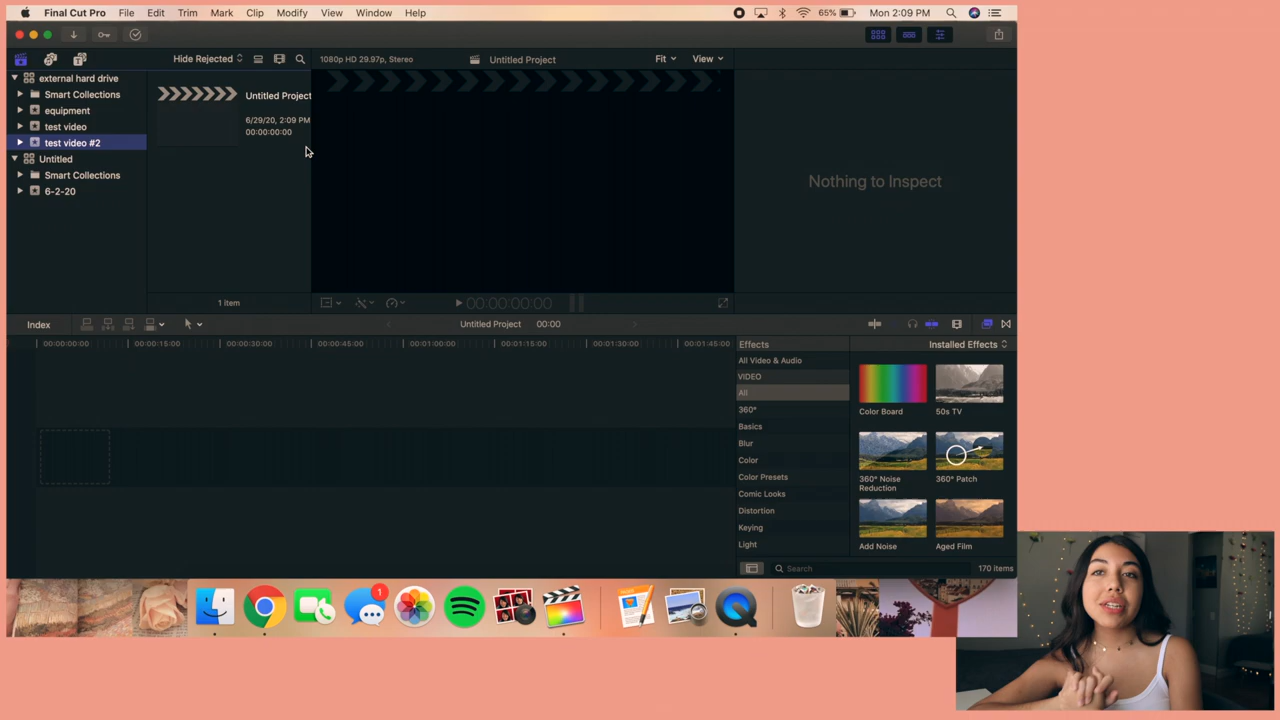 Final Cut Pro File Edit Trim Mark Clip Modify View Window Help 65% Mon 2:09 PM
Hide Rejected 1080p HD 29.97p, Stereo Untitled Project Fit View
external hard drive
Smart Collections
equipment
test video
test video #2
Untitled
Smart Collections
6-2-20
Untitled Project
6/29/20, 2:09 PM
00:00:00:00
1 item
00:00:00:00
Nothing to Inspect
Index Untitled Project 00:00
00:00:00:00 00:00:15:00 00:00:30:00 00:00:45:00 00:01:00:00 00:01:15:00 00:01:30:00 00:01:45:00
Effects Installed Effects
All Video & Audio
VIDEO
All
360°
Basics
Blur
Color
Color Presets
Comic Looks
Distortion
Keying
Light
Color Board 50s TV
360° Noise Reduction
360° Patch
Add Noise Aged Film
Search 170 items
1